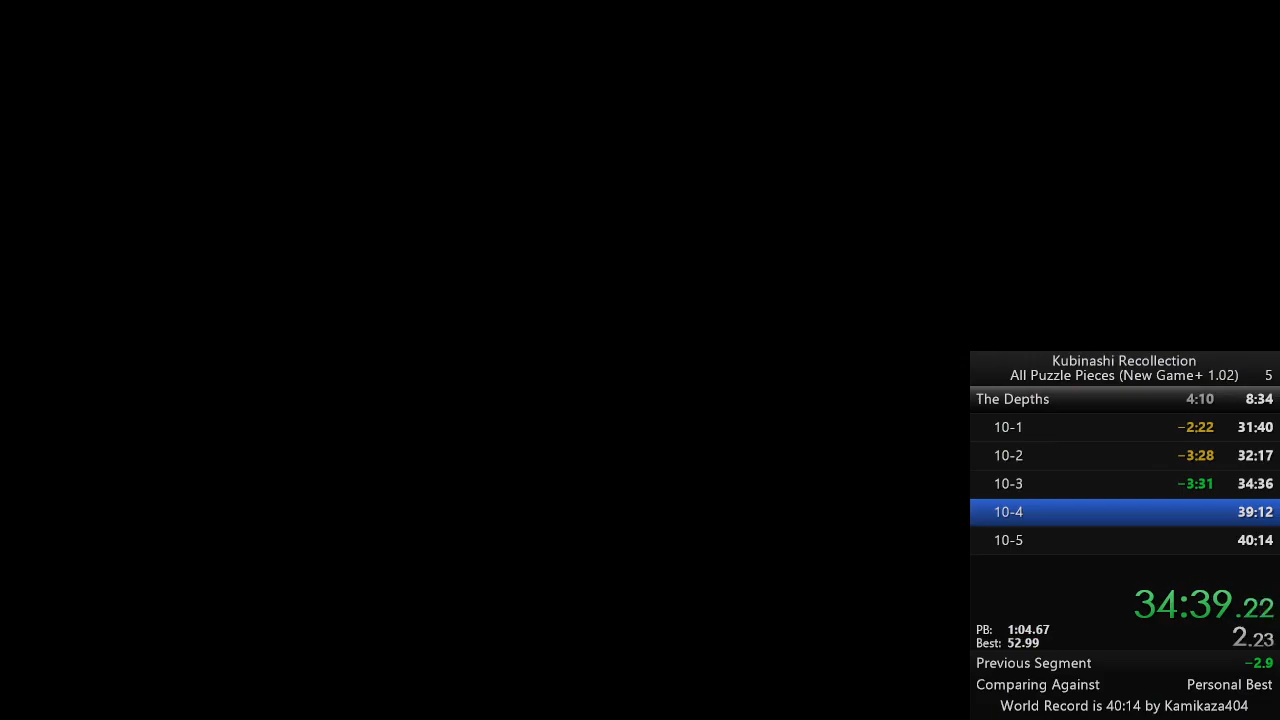 Kubinashi Recollection
All Puzzle Pieces (New Game+ 1.02) 5
The Depths 4:10 8:34
10-1 −2:22 31:40
10-2 −3:28 32:17
10-3 −3:31 34:36
10-4 39:12
10-5 40:14
34:39.22
PB: 1:04.67
Best: 52.99
2.23
Previous Segment −2.9
Comparing Against Personal Best
World Record is 40:14 by Kamikaza404